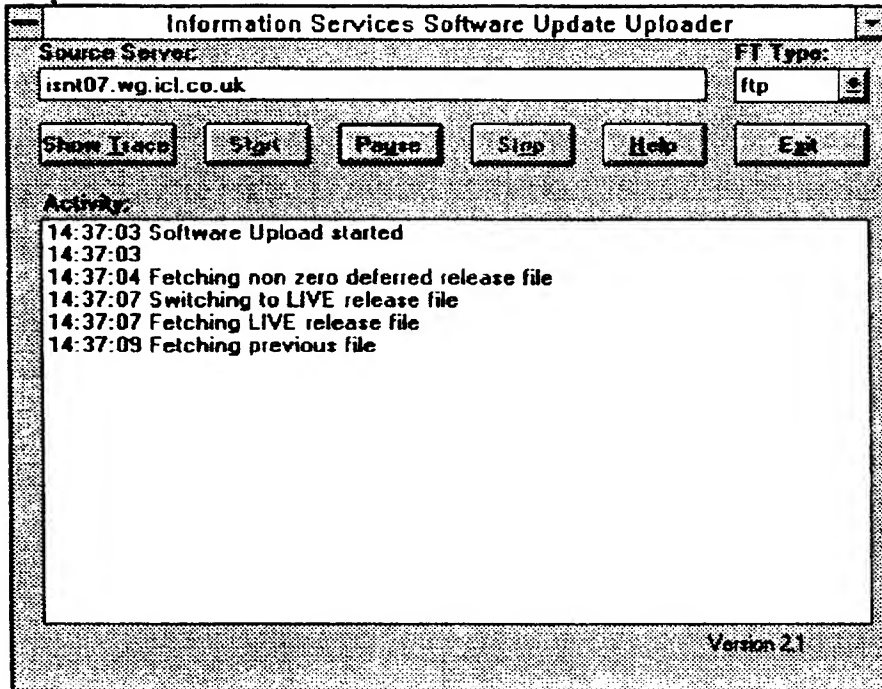 Information Services Software Update Uploader
Source Server: FT Type:
isnt07.wg.icl.co.uk ftp
Show Trace Start Pause Stop Help Exit
Activity:
14:37:03 Software Upload started
14:37:03
14:37:04 Fetching non zero deferred release file
14:37:07 Switching to LIVE release file
14:37:07 Fetching LIVE release file
14:37:09 Fetching previous file
Version 2.1